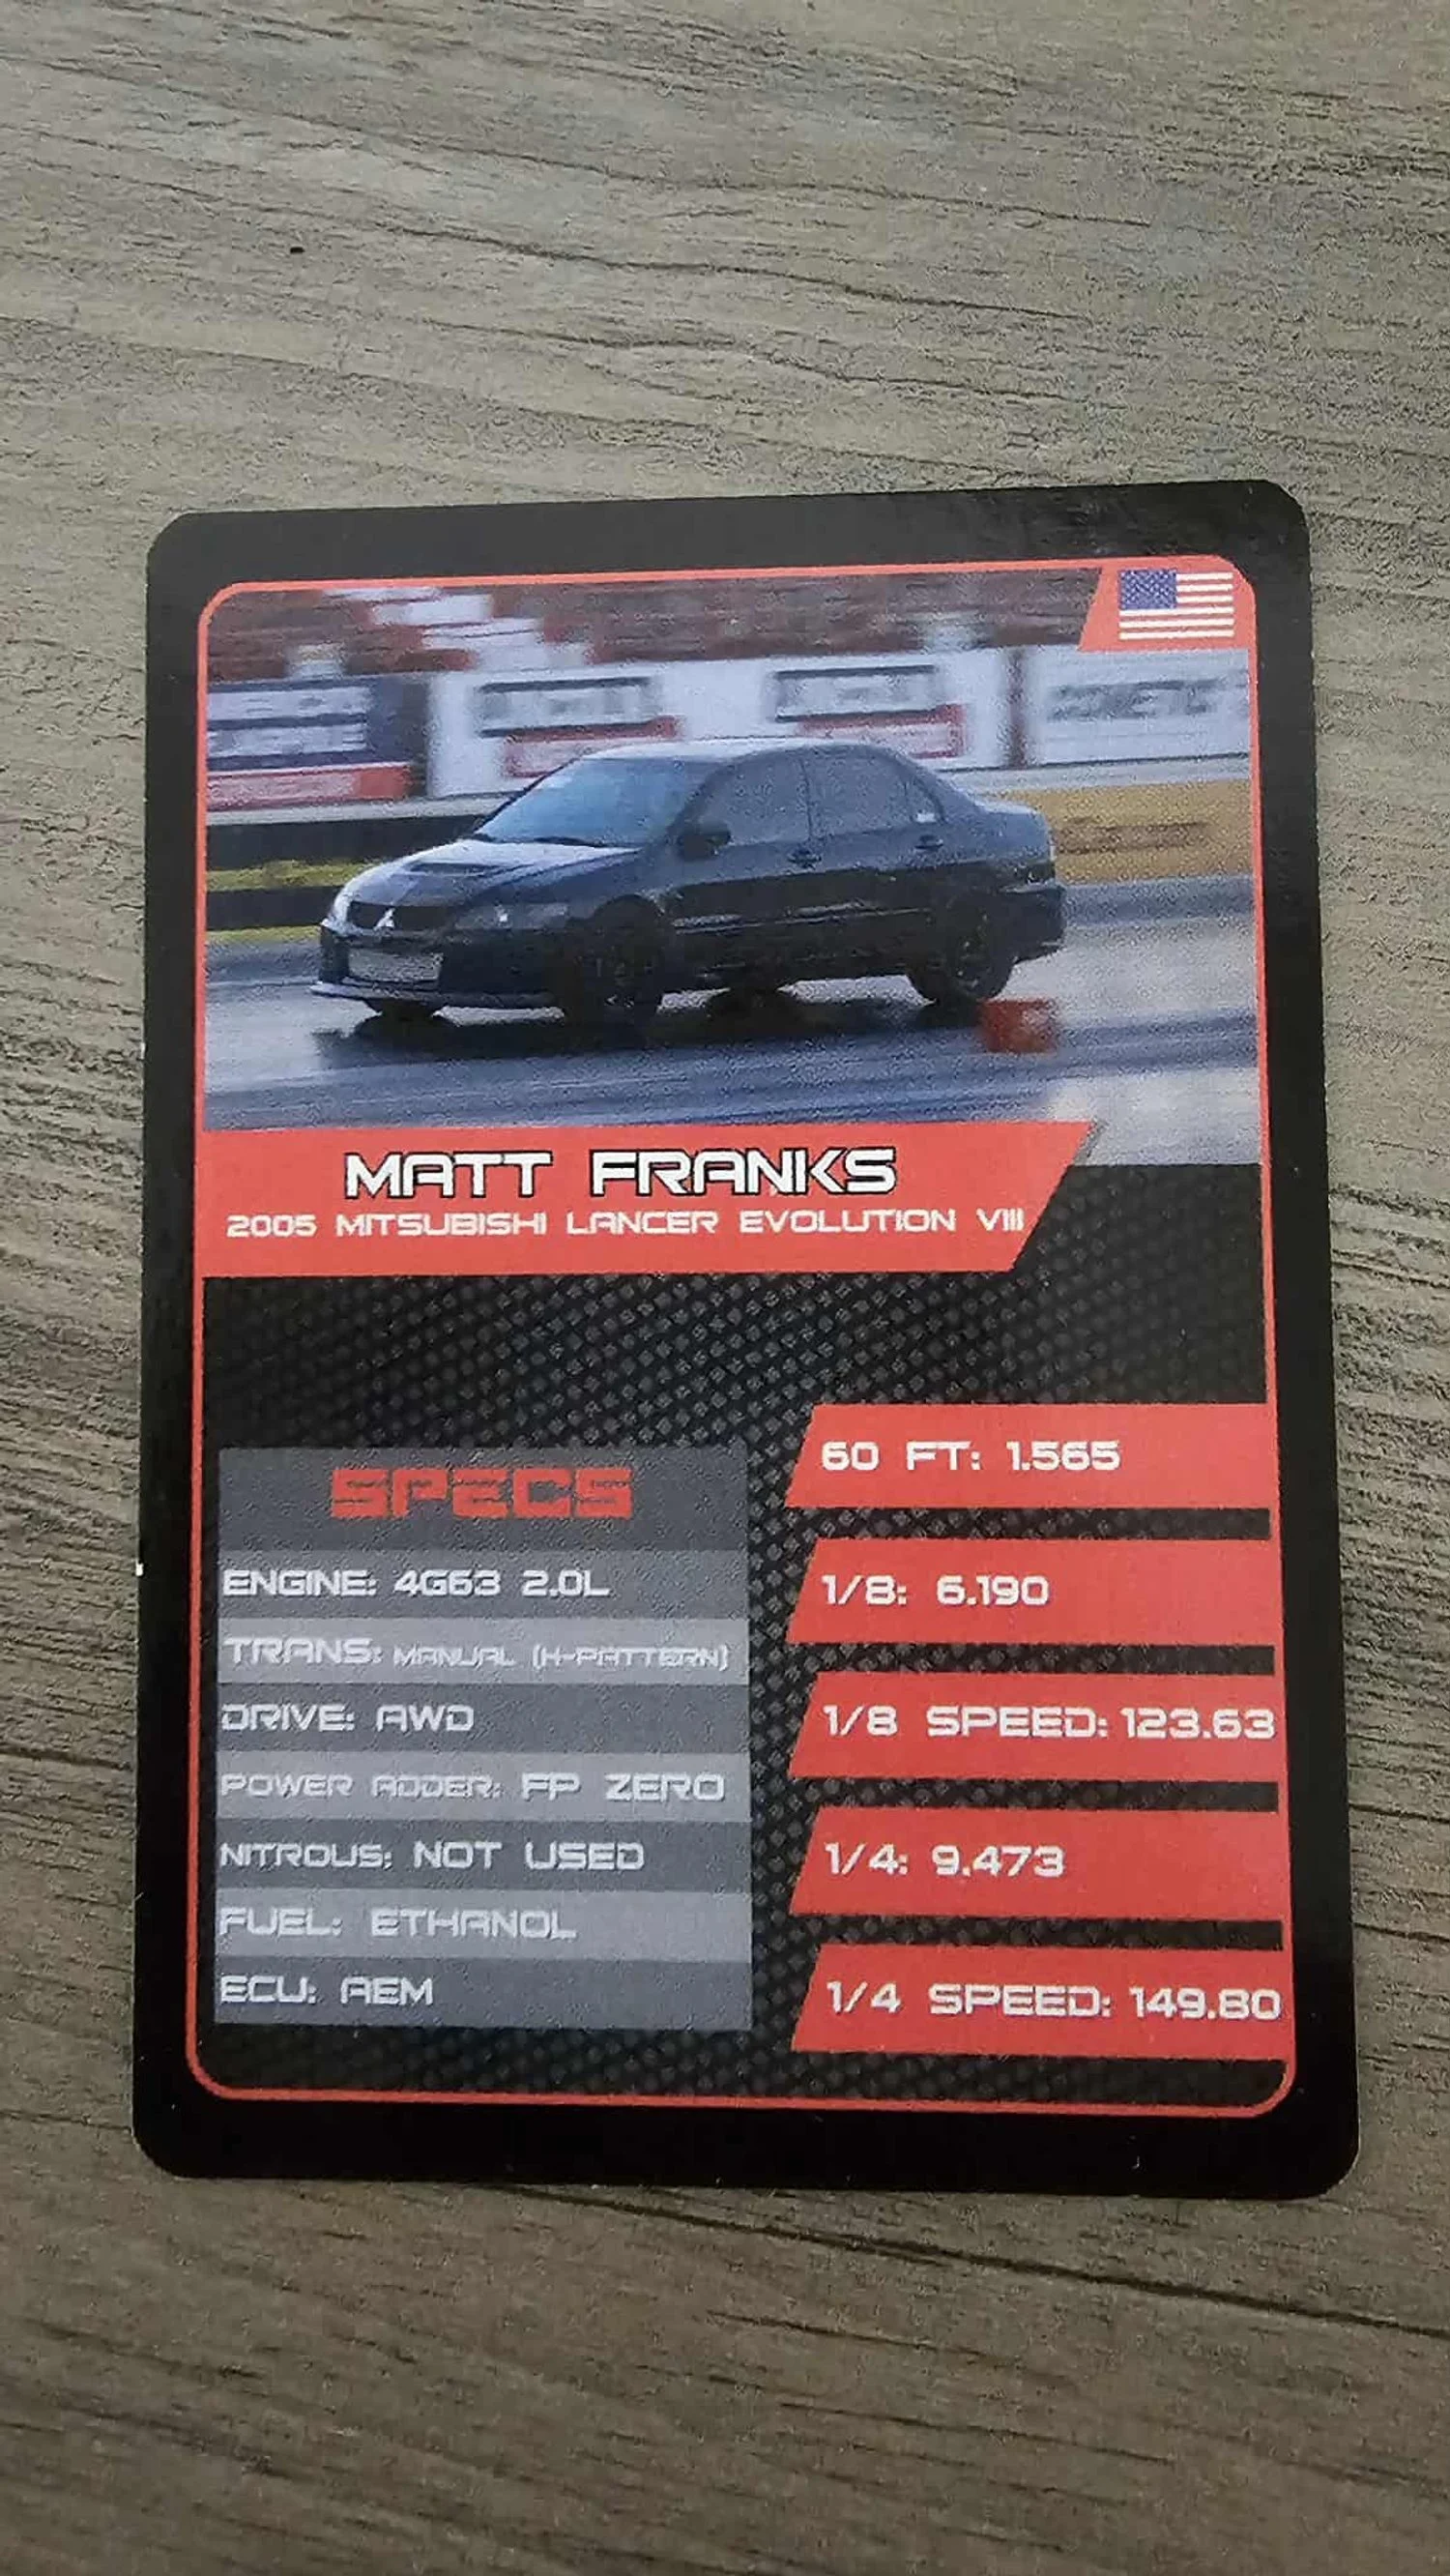 MATT FRANKS
2005 MITSUBISHI LANCER EVOLUTION VIII
SPECS
ENGINE: 4G63 2.0L
TRANS: MANUAL (H-PATTERN)
DRIVE: AWD
POWER ADDER: FP ZERO
NITROUS: NOT USED
FUEL: ETHANOL
ECU: AEM
60 FT: 1.565
1/8: 6.190
1/8 SPEED: 123.63
1/4: 9.473
1/4 SPEED: 149.80